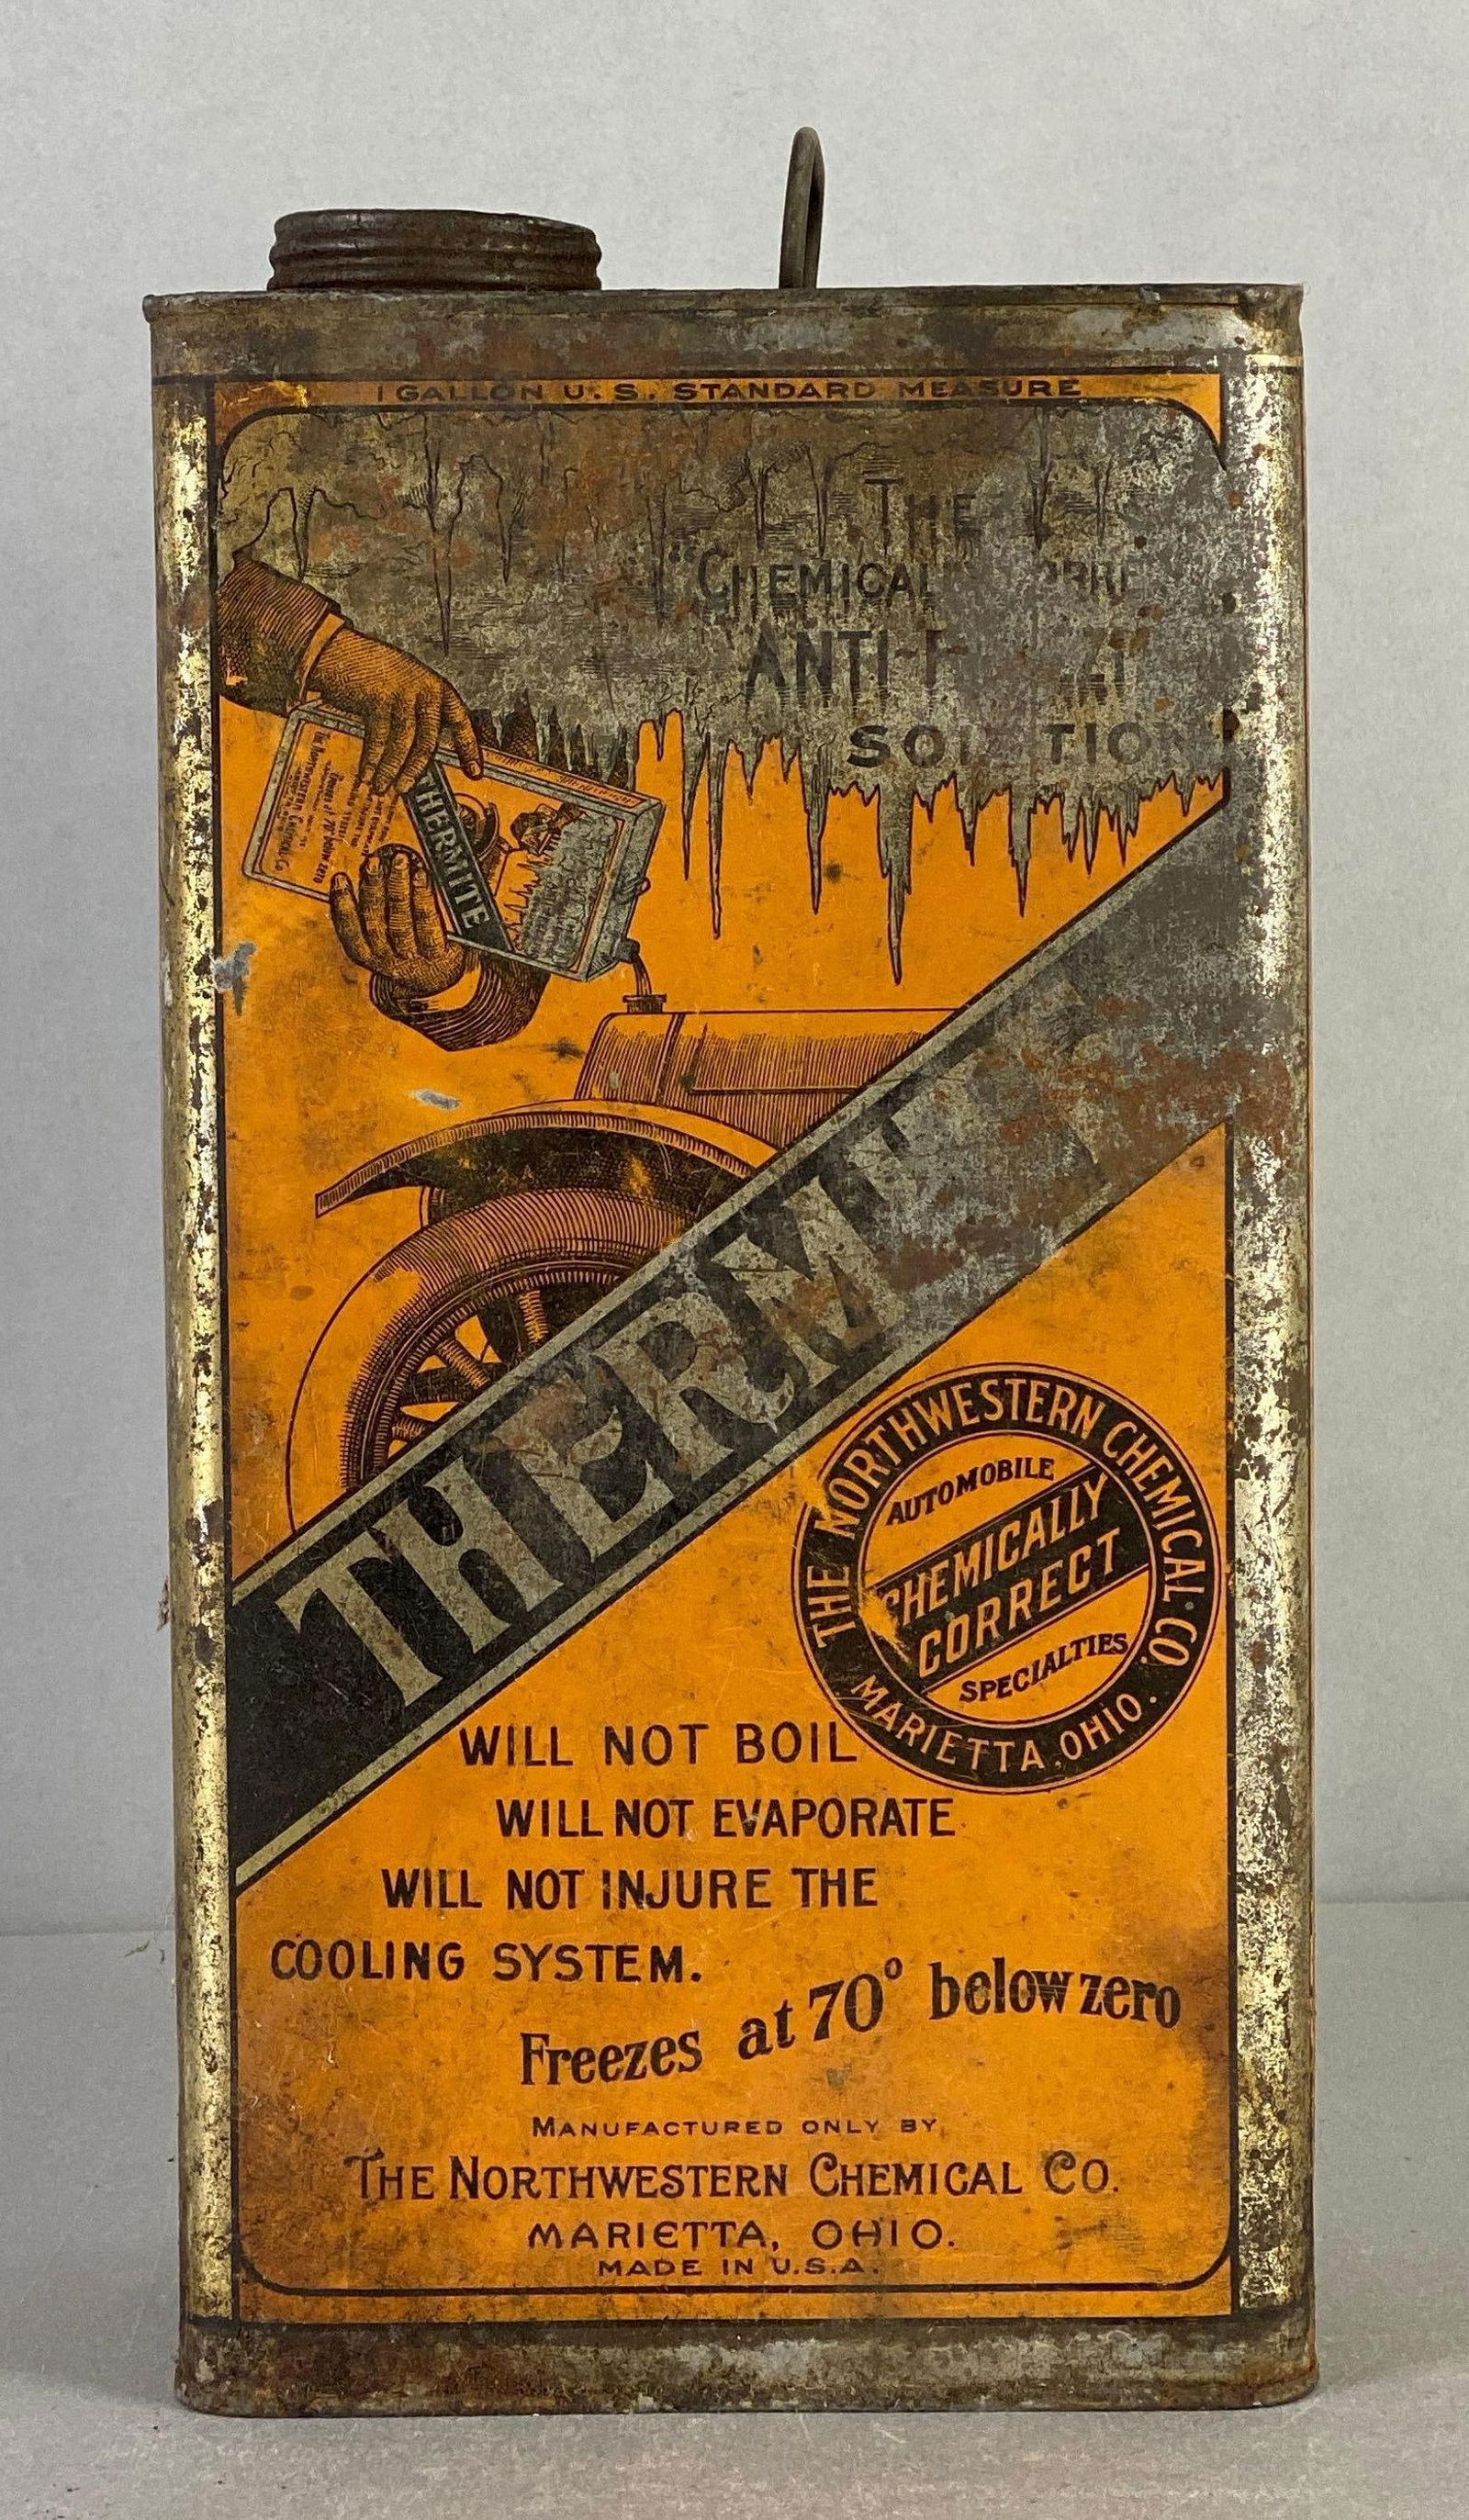 1 GALLON U.S. STANDARD MEASURE
THE
"CHEMICAL
ANTI-
THERMITE
THERM
THE NORTHWESTERN CHEMICAL CO.
AUTOMOBILE
CHEMICALLY
CORRECT
SPECIALTIES
MARIETTA, OHIO.
WILL NOT BOIL
WILL NOT EVAPORATE
WILL NOT INJURE THE
COOLING SYSTEM.
Freezes at 70° below zero
MANUFACTURED ONLY BY
THE NORTHWESTERN CHEMICAL CO.
MARIETTA, OHIO.
MADE IN U.S.A.